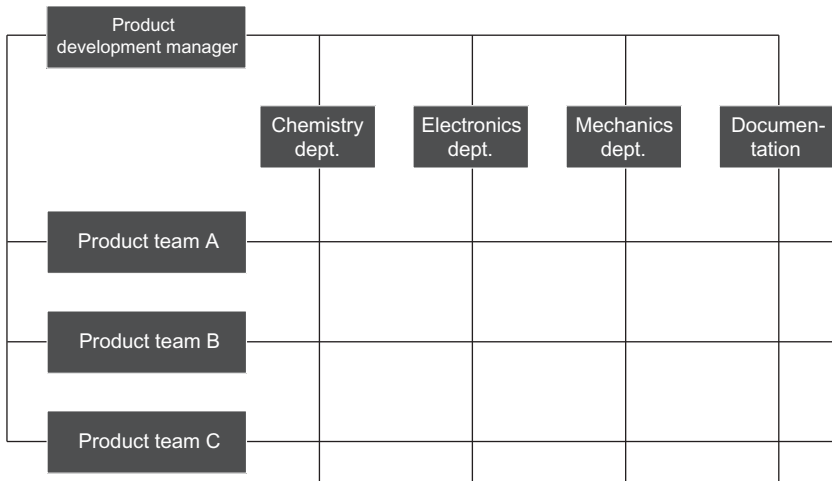 Product
development manager
Chemistry
dept.
Electronics
dept.
Mechanics
dept.
Documen-
tation
Product team A
Product team B
Product team C